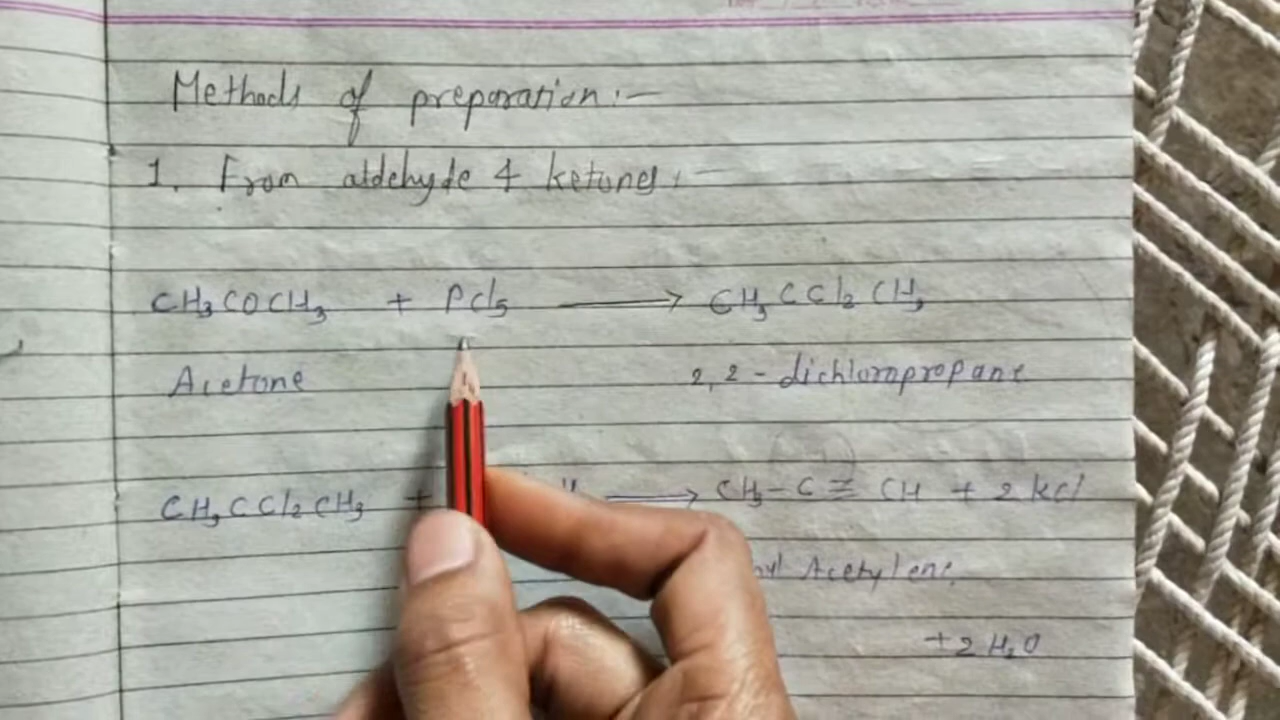 Methods of preparation :-
1. From aldehyde & ketones :-
CH3COCH3 + PCl5 ⟶ CH3CCl2CH3
Acetone 2,2-dichloropropane
CH3CCl2CH3 + ⟶ CH3-C≡CH + 2KCl
Acetylene
+2H2O